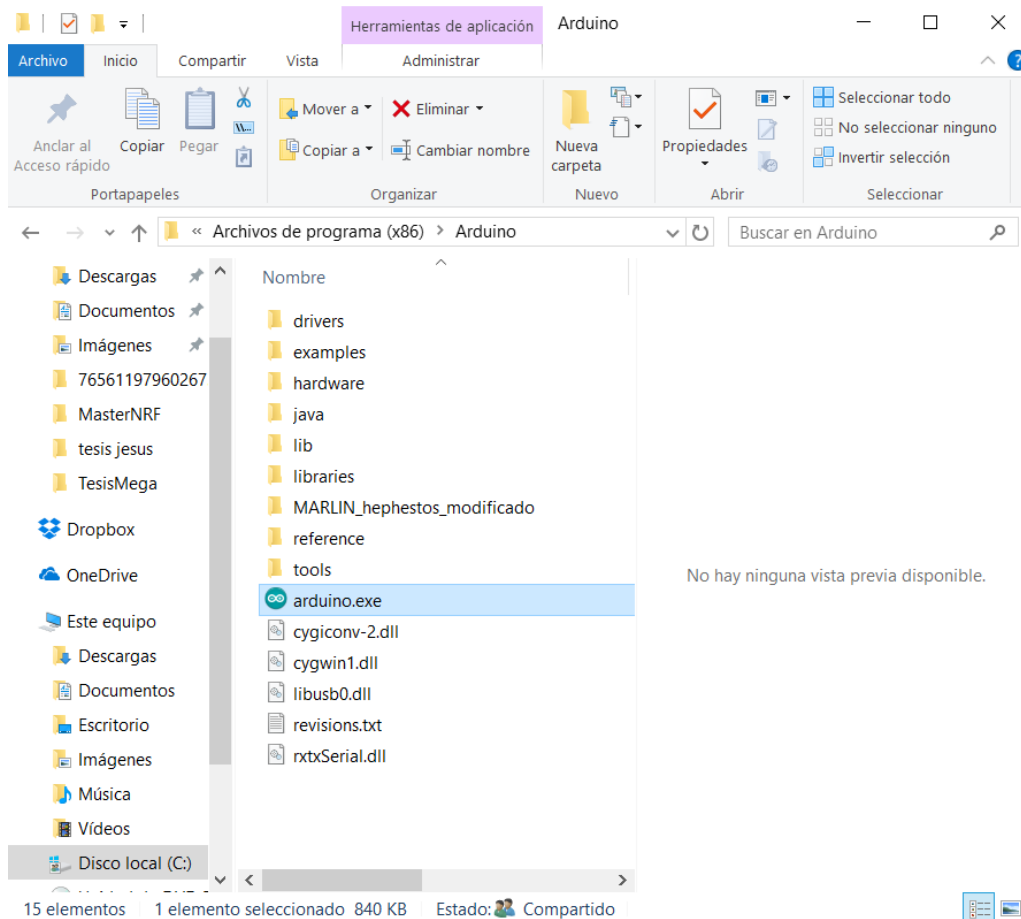 Herramientas de aplicación Arduino
Archivo Inicio Compartir Vista Administrar
Anclar al Acceso rápido
Copiar
Pegar
Portapapeles
Mover a
Copiar a
Eliminar
Cambiar nombre
Organizar
Nueva carpeta
Nuevo
Propiedades
Abrir
Seleccionar todo
No seleccionar ninguno
Invertir selección
Seleccionar
« Archivos de programa (x86) > Arduino
Buscar en Arduino
Descargas
Documentos
Imágenes
76561197960267
MasterNRF
tesis jesus
TesisMega
Dropbox
OneDrive
Este equipo
Descargas
Documentos
Escritorio
Imágenes
Música
Vídeos
Disco local (C:)
Nombre
drivers
examples
hardware
java
lib
libraries
MARLIN_hephestos_modificado
reference
tools
arduino.exe
cygiconv-2.dll
cygwin1.dll
libusb0.dll
revisions.txt
rxtxSerial.dll
No hay ninguna vista previa disponible.
15 elementos 1 elemento seleccionado 840 KB Estado: Compartido